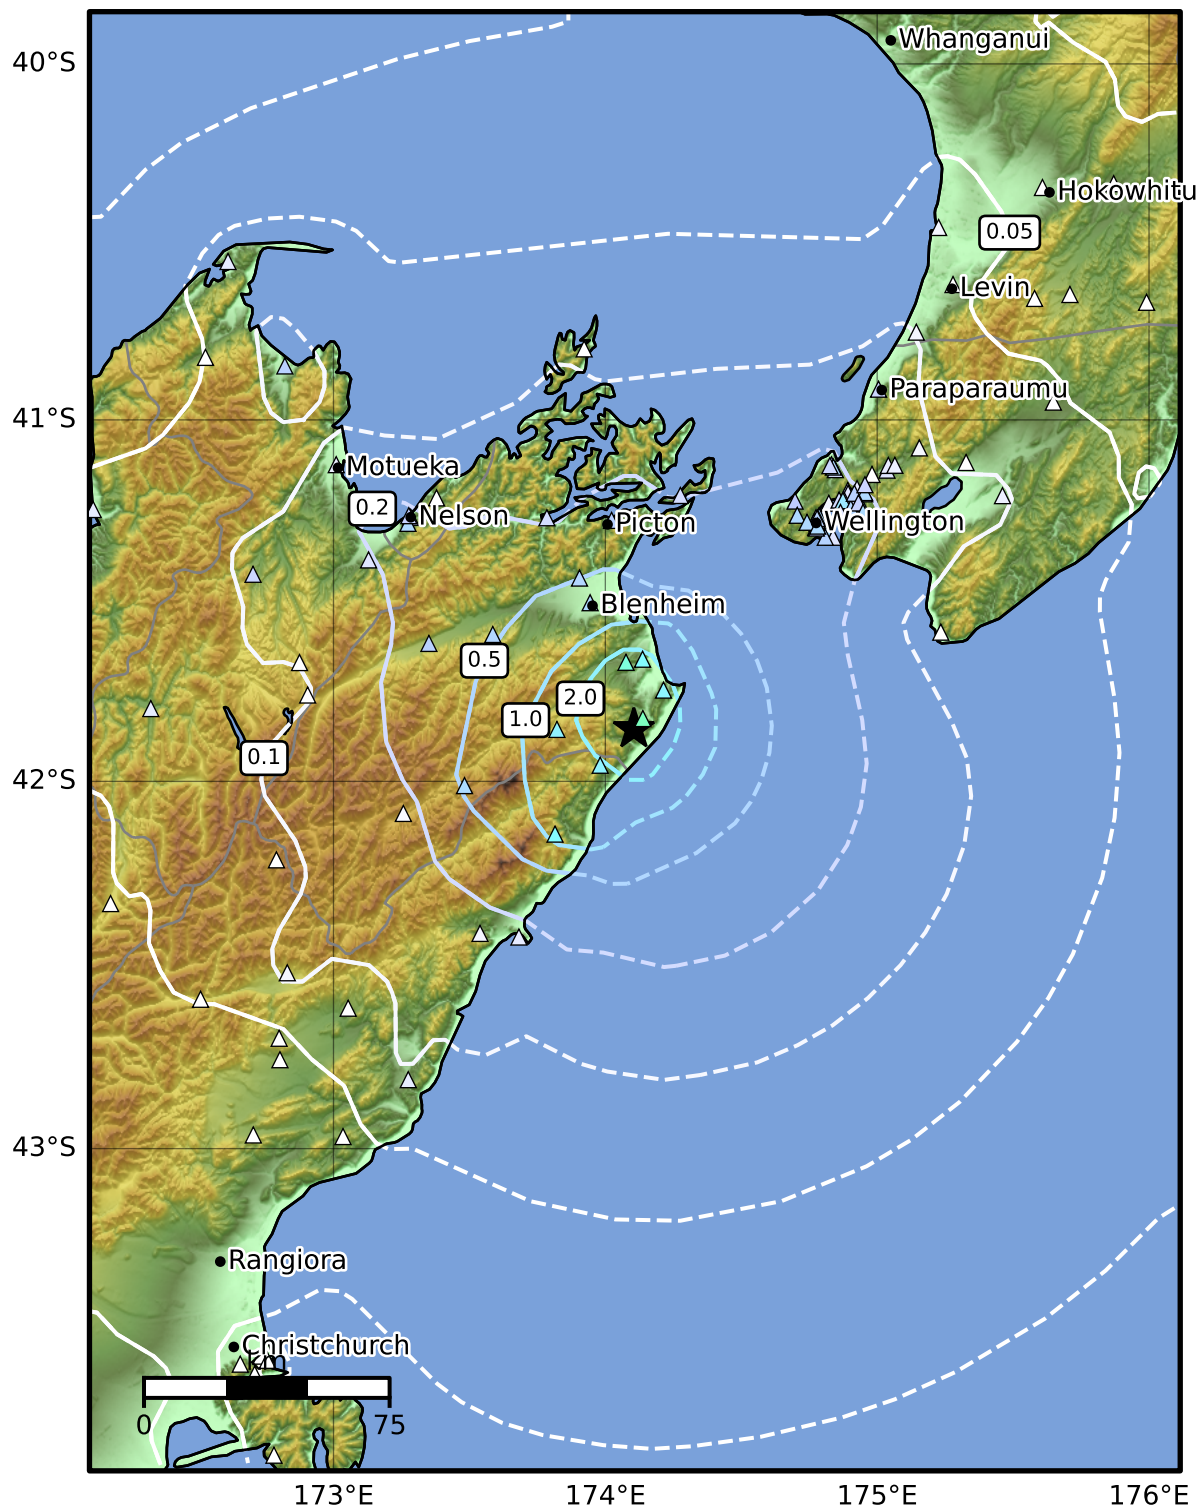 40°S
Whanganui
Hokowhitu
0.05
Levin
Paraparaumu
41°S
Motueka
0.2
Nelson
Picton
Wellington
Blenheim
0.5
2.0
1.0
0.1
42°S
43°S
Rangiora
Christchurch
km
0
75
173°E
174°E
175°E
176°E